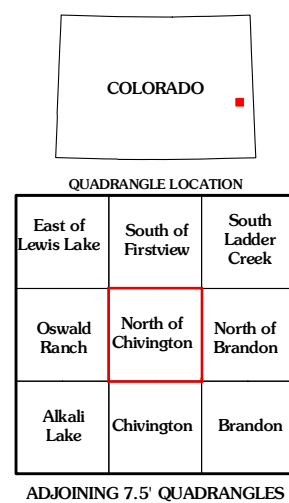 COLORADO
QUADRANGLE LOCATION
East of
Lewis Lake
South of
Firstview
South
Ladder
Creek
Oswald
Ranch
North of
Chivington
North of
Brandon
Alkali
Lake
Chivington
Brandon
ADJOINING 7.5' QUADRANGLES